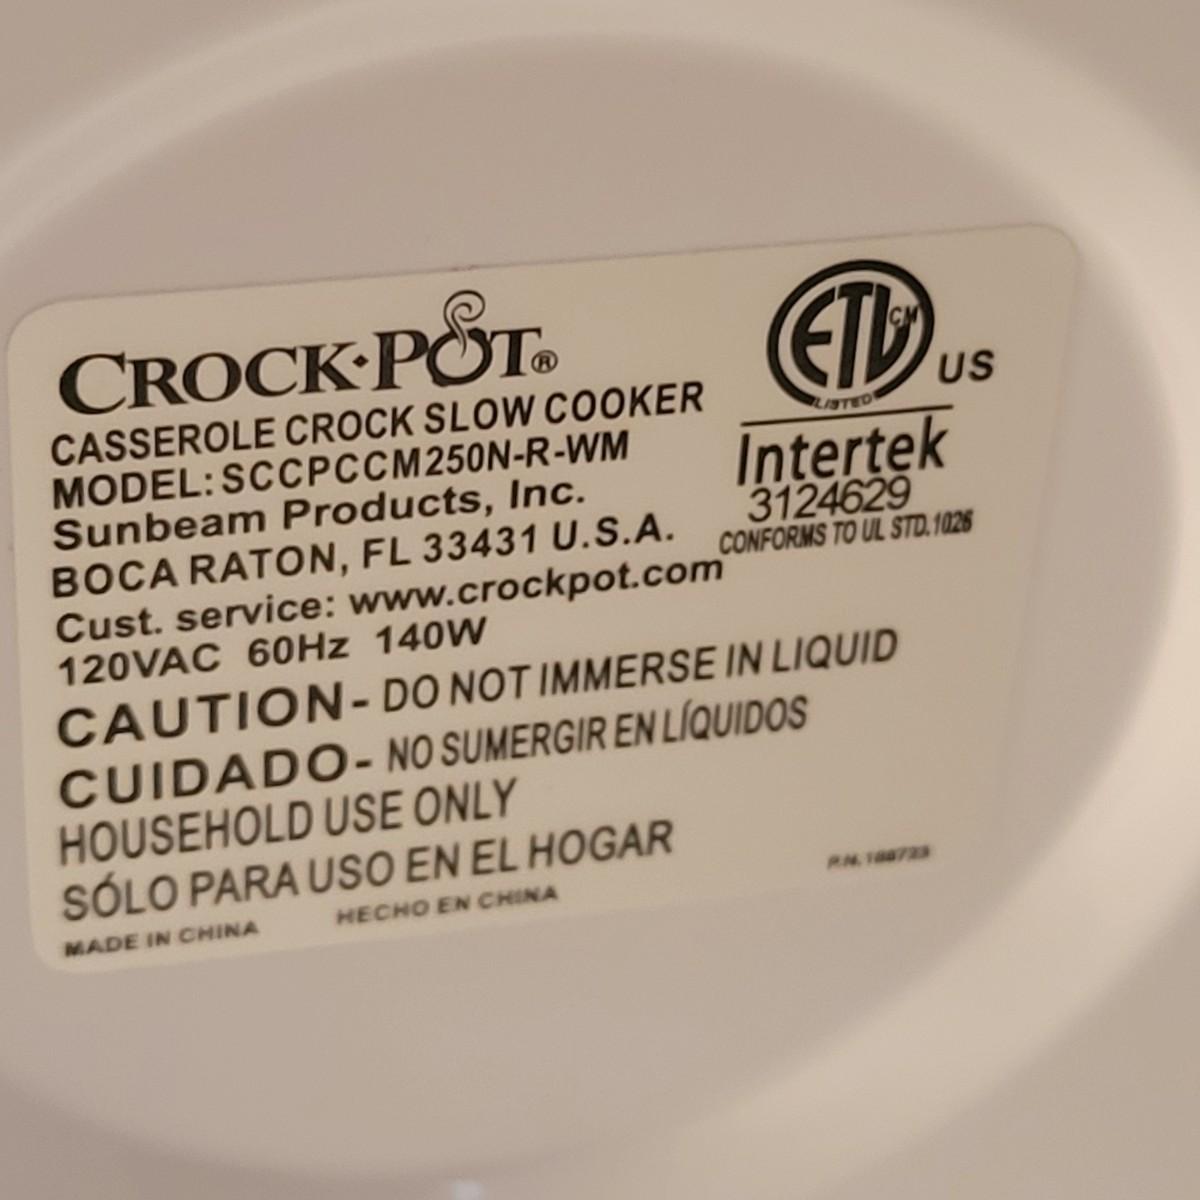 CROCK·POT®
CASSEROLE CROCK SLOW COOKER
MODEL: SCCPCCM250N-R-WM
Sunbeam Products, Inc.
BOCA RATON, FL 33431 U.S.A.
Cust. service: www.crockpot.com
120VAC 60Hz 140W
CAUTION- DO NOT IMMERSE IN LIQUID
CUIDADO- NO SUMERGIR EN LÍQUIDOS
HOUSEHOLD USE ONLY
SÓLO PARA USO EN EL HOGAR
MADE IN CHINA HECHO EN CHINA
ETL CM
LISTED
US
Intertek
3124629
CONFORMS TO UL STD.1026
P.N.